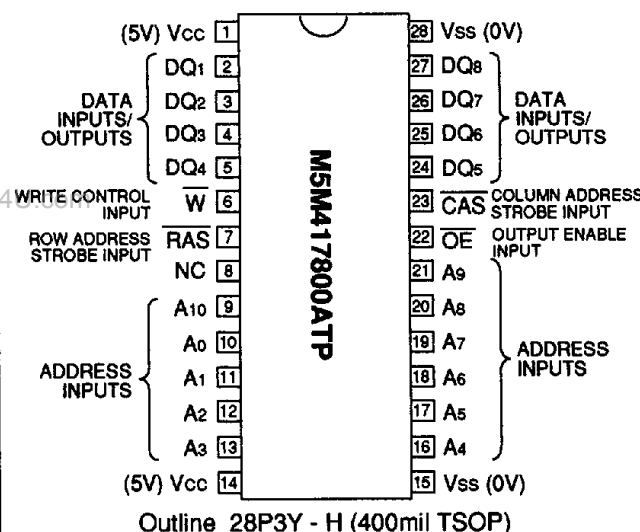 (5V) Vcc 1
DQ1 2
DQ2 3
DQ3 4
DQ4 5
DATA
INPUTS/
OUTPUTS
WRITE CONTROL
INPUT
W 6
ROW ADDRESS
STROBE INPUT
RAS 7
NC 8
A10 9
A0 10
A1 11
A2 12
A3 13
ADDRESS
INPUTS
(5V) Vcc 14
M5M417800ATP
28 Vss (0V)
27 DQ8
26 DQ7
25 DQ6
24 DQ5
DATA
INPUTS/
OUTPUTS
23 CAS
COLUMN ADDRESS
STROBE INPUT
22 OE
OUTPUT ENABLE
INPUT
21 A9
20 A8
19 A7
18 A6
17 A5
16 A4
ADDRESS
INPUTS
15 Vss (0V)
Outline 28P3Y - H (400mil TSOP)
4U.com